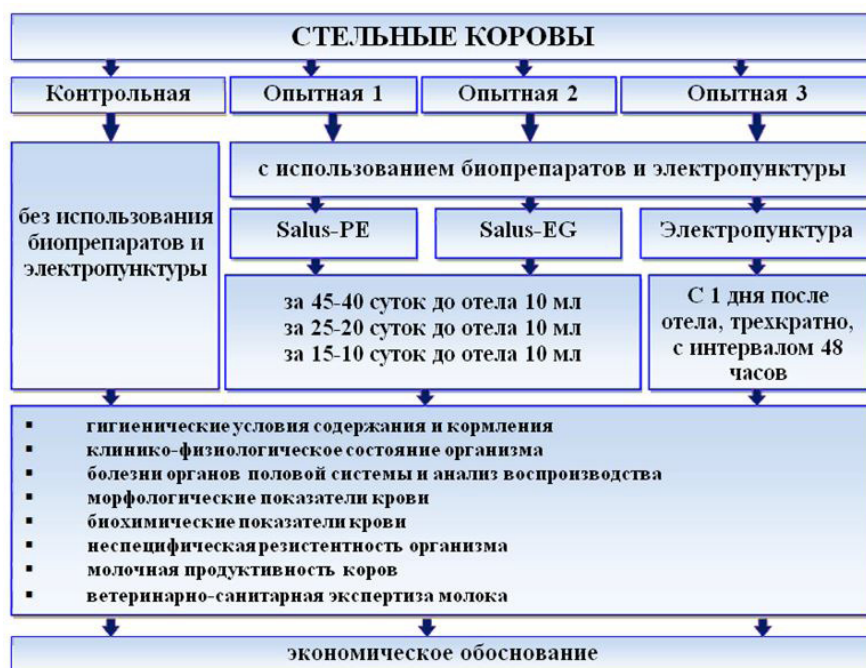 СТЕЛЬНЫЕ КОРОВЫ
Контрольная
Опытная 1
Опытная 2
Опытная 3
без использования
биопрепаратов и
электропунктуры
с использованием биопрепаратов и электропунктуры
Salus-PE
Salus-EG
Электропунктура
за 45-40 суток до отела 10 мл
за 25-20 суток до отела 10 мл
за 15-10 суток до отела 10 мл
С 1 дня после
отела, трехкратно,
с интервалом 48
часов
▪ гигиенические условия содержания и кормления
▪ клинико-физиологическое состояние организма
▪ болезни органов половой системы и анализ воспроизводства
▪ морфологические показатели крови
▪ биохимические показатели крови
▪ неспецифическая резистентность организма
▪ молочная продуктивность коров
▪ ветеринарно-санитарная экспертиза молока
экономическое обоснование